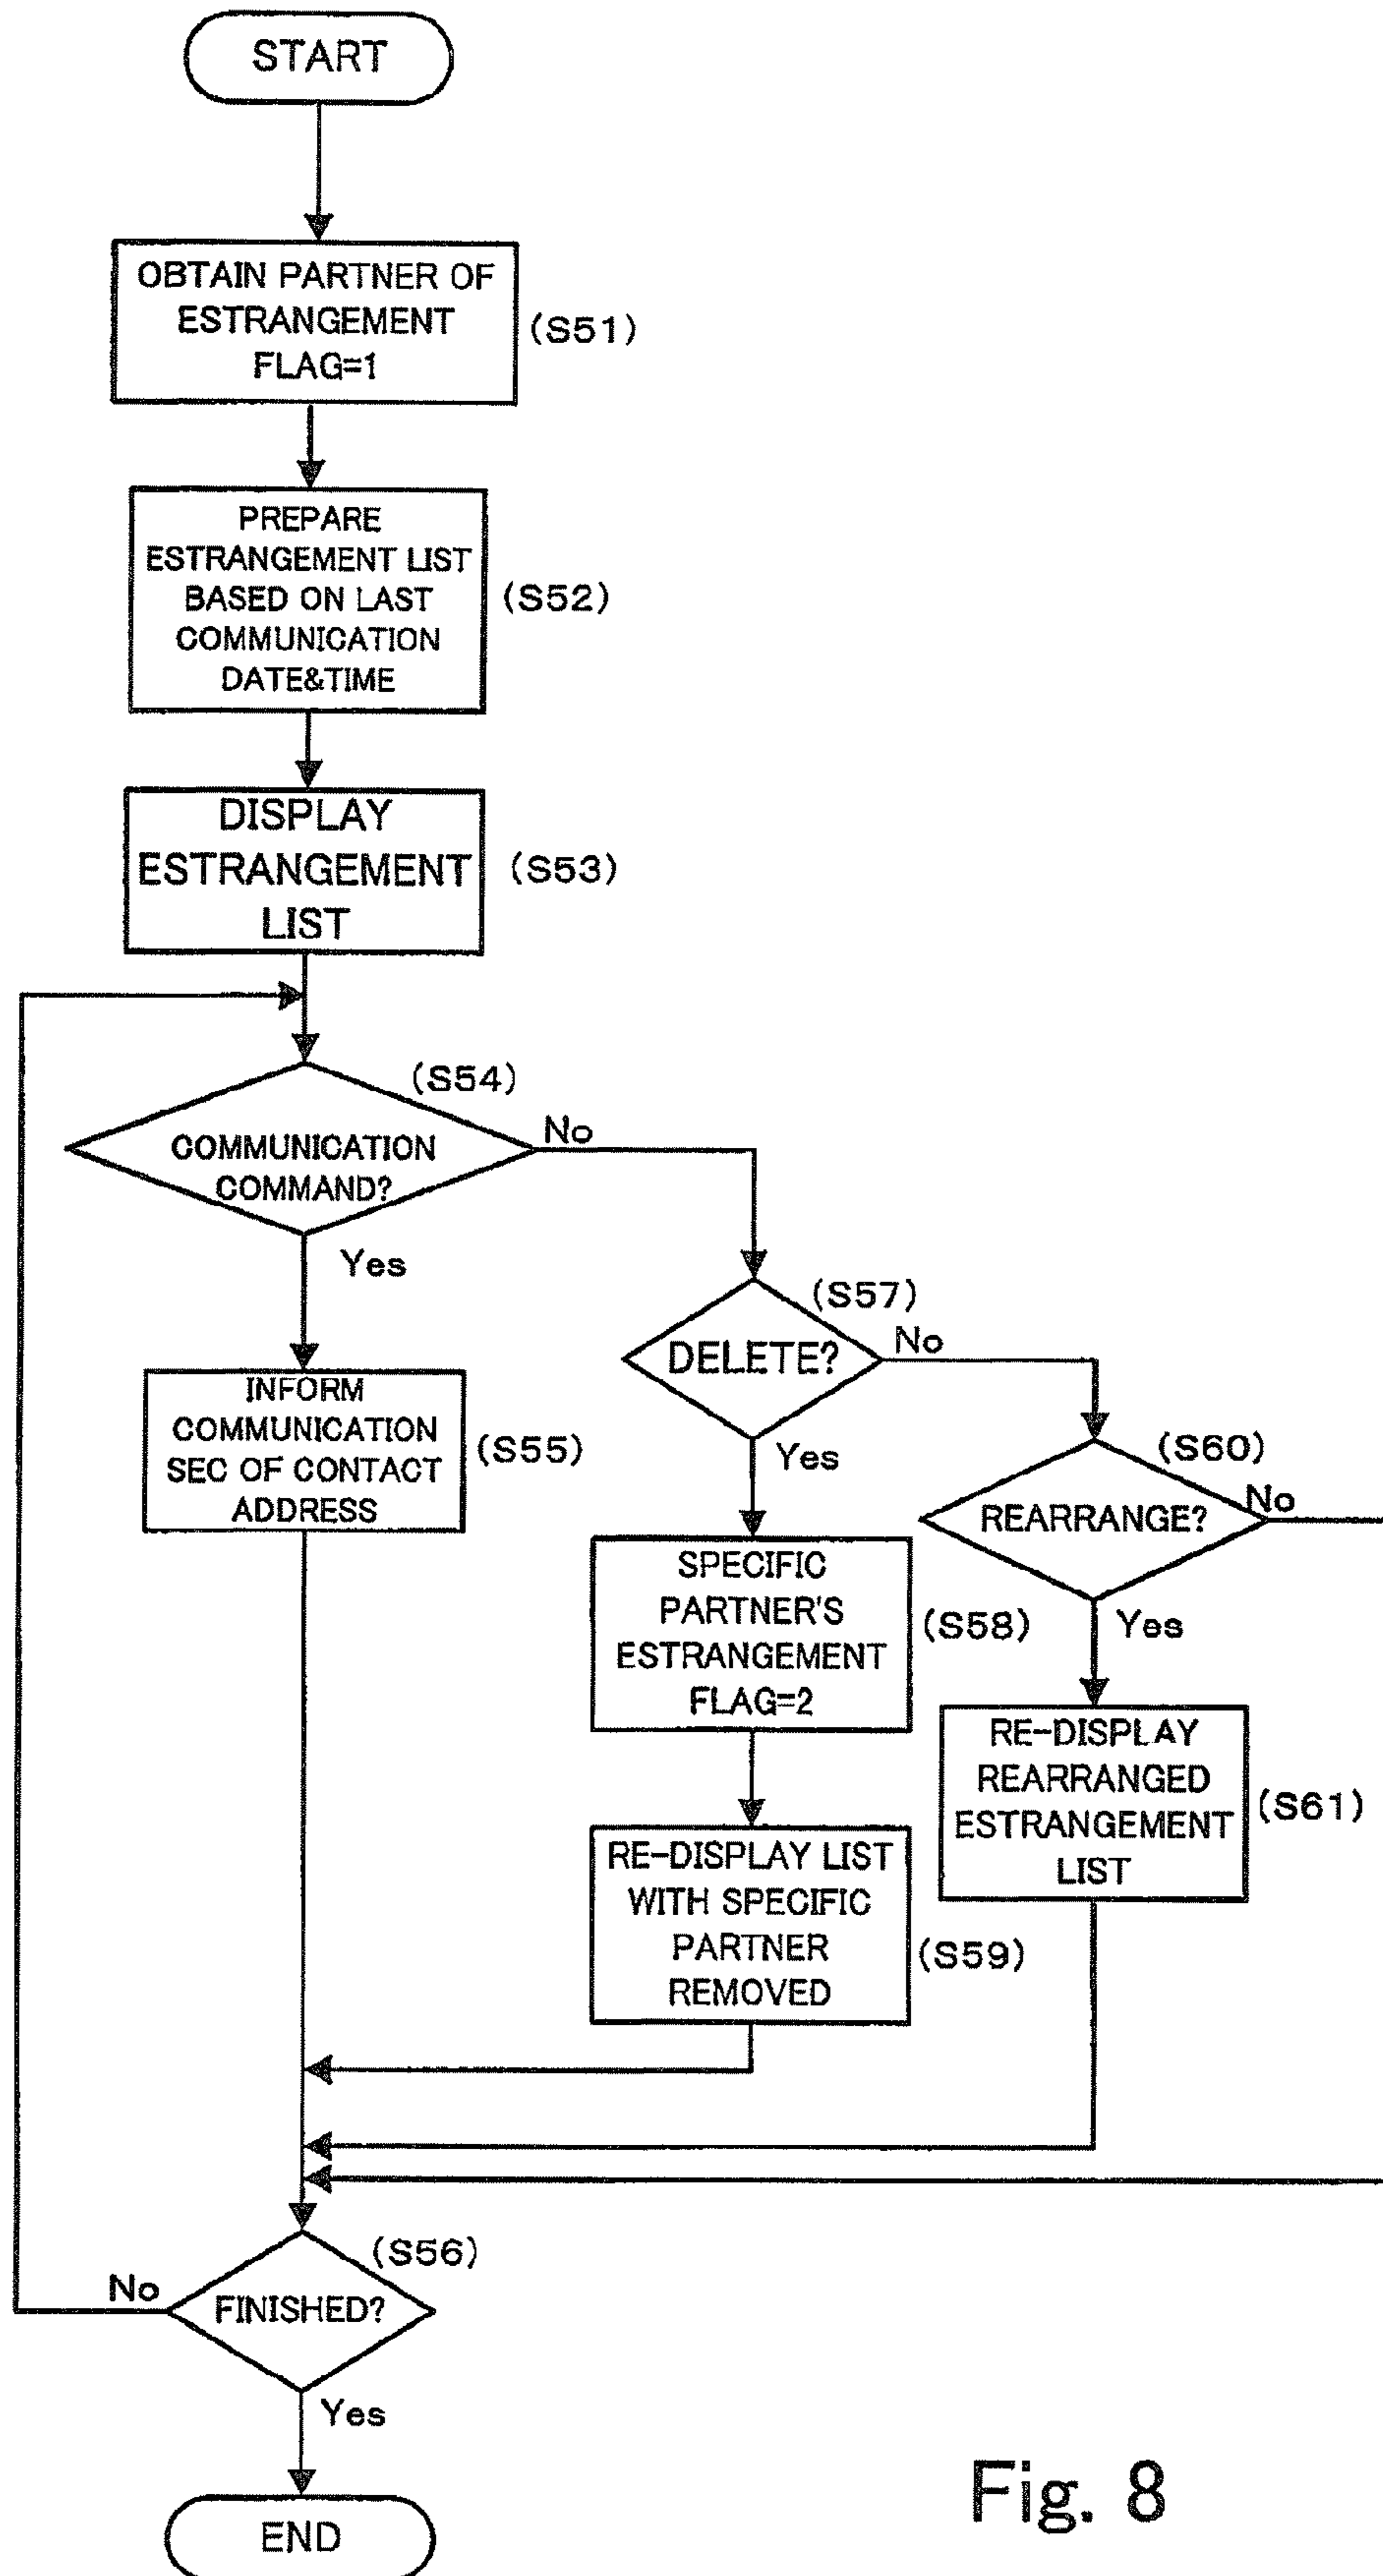 START
OBTAIN PARTNER OF
ESTRANGEMENT
FLAG=1
(S51)
PREPARE
ESTRANGEMENT LIST
BASED ON LAST
COMMUNICATION
DATE&TIME
(S52)
DISPLAY
ESTRANGEMENT
LIST
(S53)
(S54)
COMMUNICATION
COMMAND?
No
Yes
INFORM
COMMUNICATION
SEC OF CONTACT
ADDRESS
(S55)
(S57)
DELETE?
No
Yes
SPECIFIC
PARTNER'S
ESTRANGEMENT
FLAG=2
(S58)
RE-DISPLAY LIST
WITH SPECIFIC
PARTNER
REMOVED
(S59)
(S60)
REARRANGE?
No
Yes
RE-DISPLAY
REARRANGED
ESTRANGEMENT
LIST
(S61)
(S56)
FINISHED?
No
Yes
END
Fig. 8